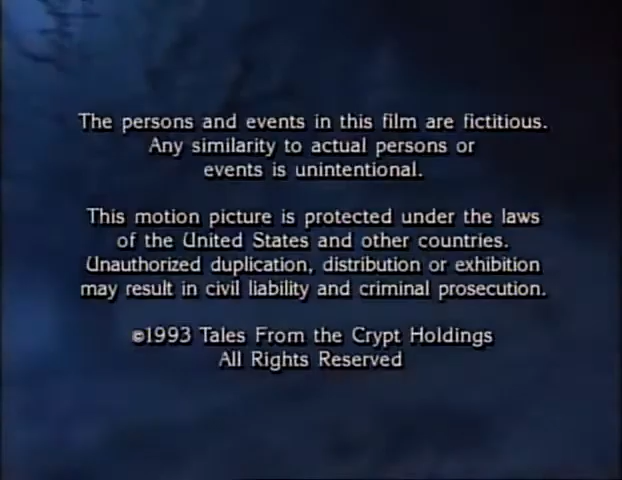 The persons and events in this film are fictitious.
Any similarity to actual persons or
events is unintentional.
This motion picture is protected under the laws
of the United States and other countries.
Unauthorized duplication, distribution or exhibition
may result in civil liability and criminal prosecution.
©1993 Tales From the Crypt Holdings
All Rights Reserved